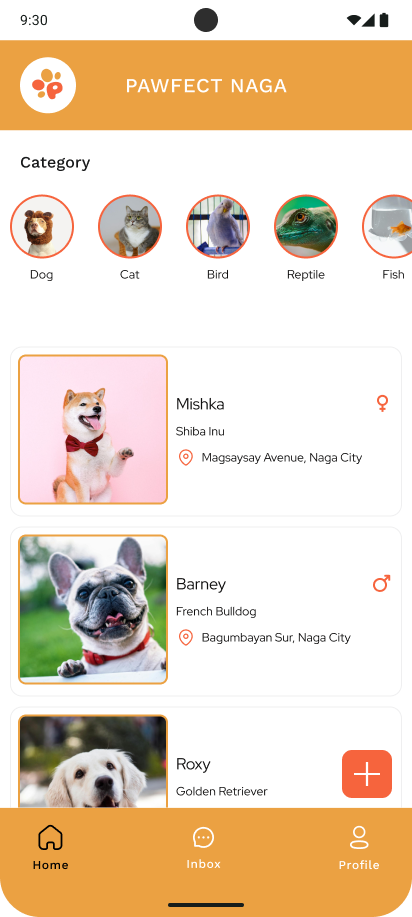 9:30
PAWFECT NAGA
Category
Dog Cat Bird Reptile Fish
Mishka
Shiba Inu
Magsaysay Avenue, Naga City
Barney
French Bulldog
Bagumbayan Sur, Naga City
Roxy
Golden Retriever
Home Inbox Profile